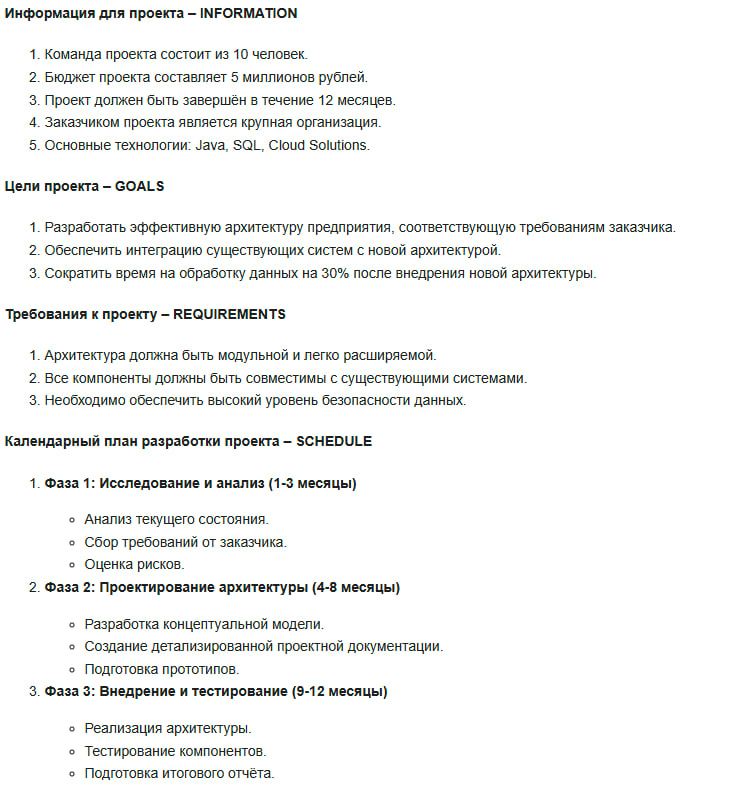 Информация для проекта – INFORMATION
1. Команда проекта состоит из 10 человек.
2. Бюджет проекта составляет 5 миллионов рублей.
3. Проект должен быть завершён в течение 12 месяцев.
4. Заказчиком проекта является крупная организация.
5. Основные технологии: Java, SQL, Cloud Solutions.
Цели проекта – GOALS
1. Разработать эффективную архитектуру предприятия, соответствующую требованиям заказчика.
2. Обеспечить интеграцию существующих систем с новой архитектурой.
3. Сократить время на обработку данных на 30% после внедрения новой архитектуры.
Требования к проекту – REQUIREMENTS
1. Архитектура должна быть модульной и легко расширяемой.
2. Все компоненты должны быть совместимы с существующими системами.
3. Необходимо обеспечить высокий уровень безопасности данных.
Календарный план разработки проекта – SCHEDULE
1. Фаза 1: Исследование и анализ (1-3 месяцы)
◦ Анализ текущего состояния.
◦ Сбор требований от заказчика.
◦ Оценка рисков.
2. Фаза 2: Проектирование архитектуры (4-8 месяцы)
◦ Разработка концептуальной модели.
◦ Создание детализированной проектной документации.
◦ Подготовка прототипов.
3. Фаза 3: Внедрение и тестирование (9-12 месяцы)
◦ Реализация архитектуры.
◦ Тестирование компонентов.
◦ Подготовка итогового отчёта.